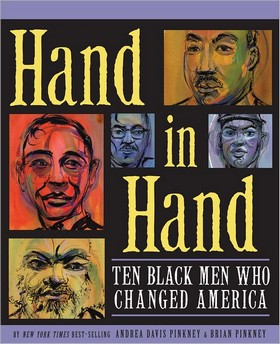 Hand
in
Hand
TEN BLACK MEN WHO
CHANGED AMERICA
BY NEW YORK TIMES BEST-SELLING ANDREA DAVIS PINKNEY & BRIAN PINKNEY